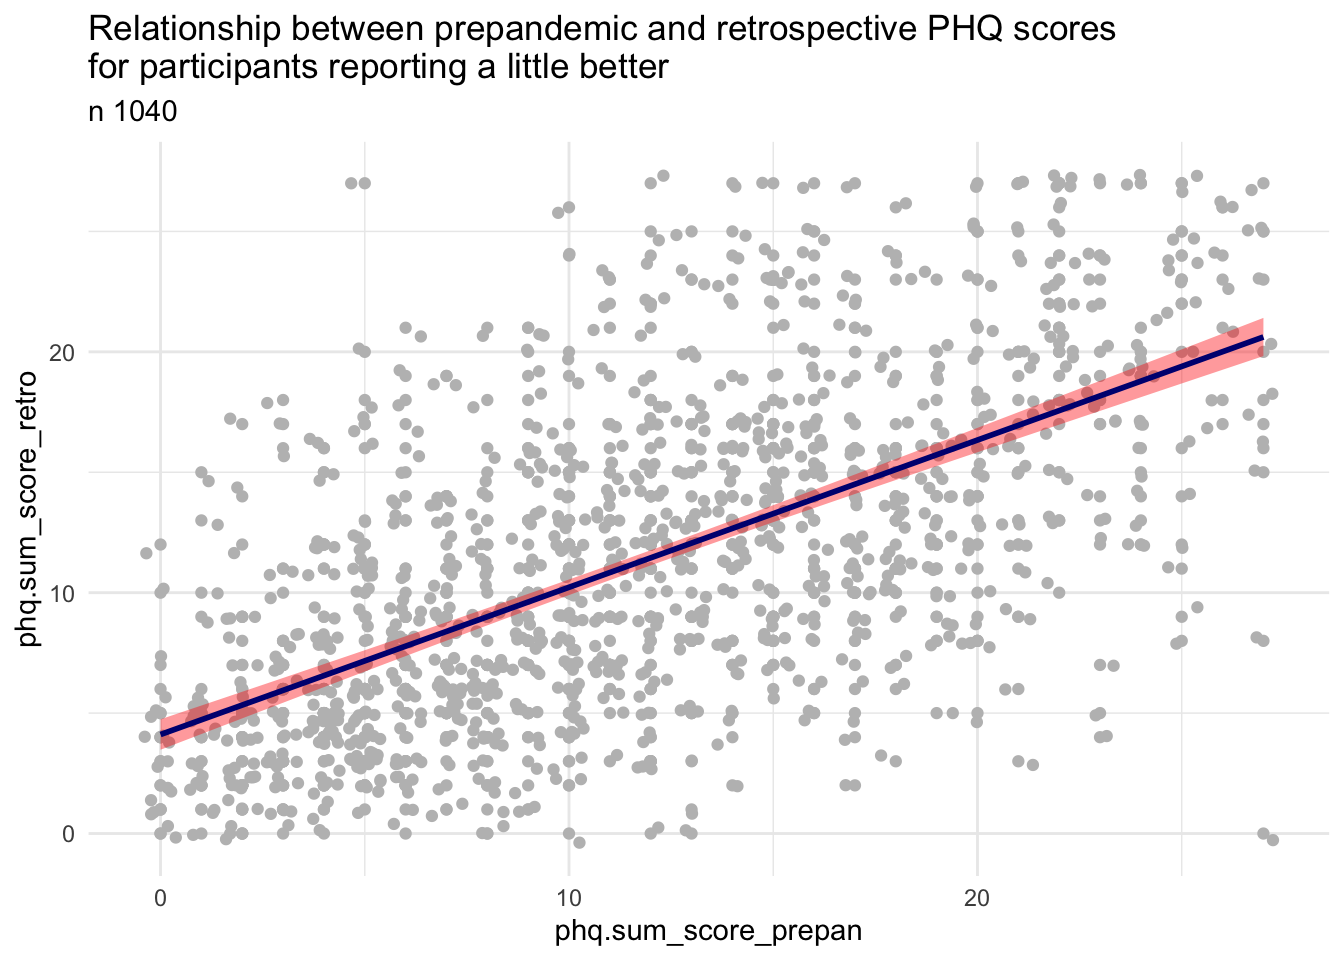 Relationship between prepandemic and retrospective PHQ scores
for participants reporting a little better
n 1040
phq.sum_score_retro
20
10
0
0
10
20
phq.sum_score_prepan